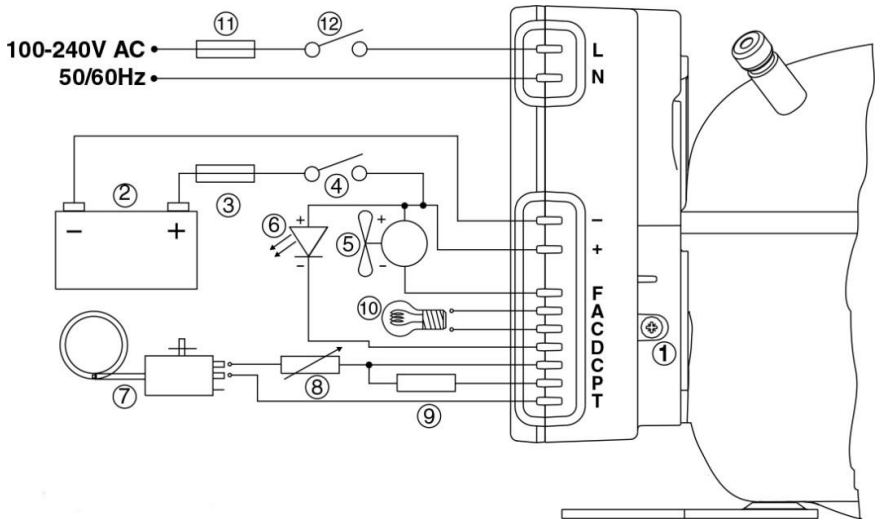 ⑪ ⑫
100-240V AC
50/60Hz
L
N
②
③
④
⑥
⑤
⑩
⑦
⑧
⑨
①
− +
+
−
+
−
−
+
F
A
C
D
C
P
T